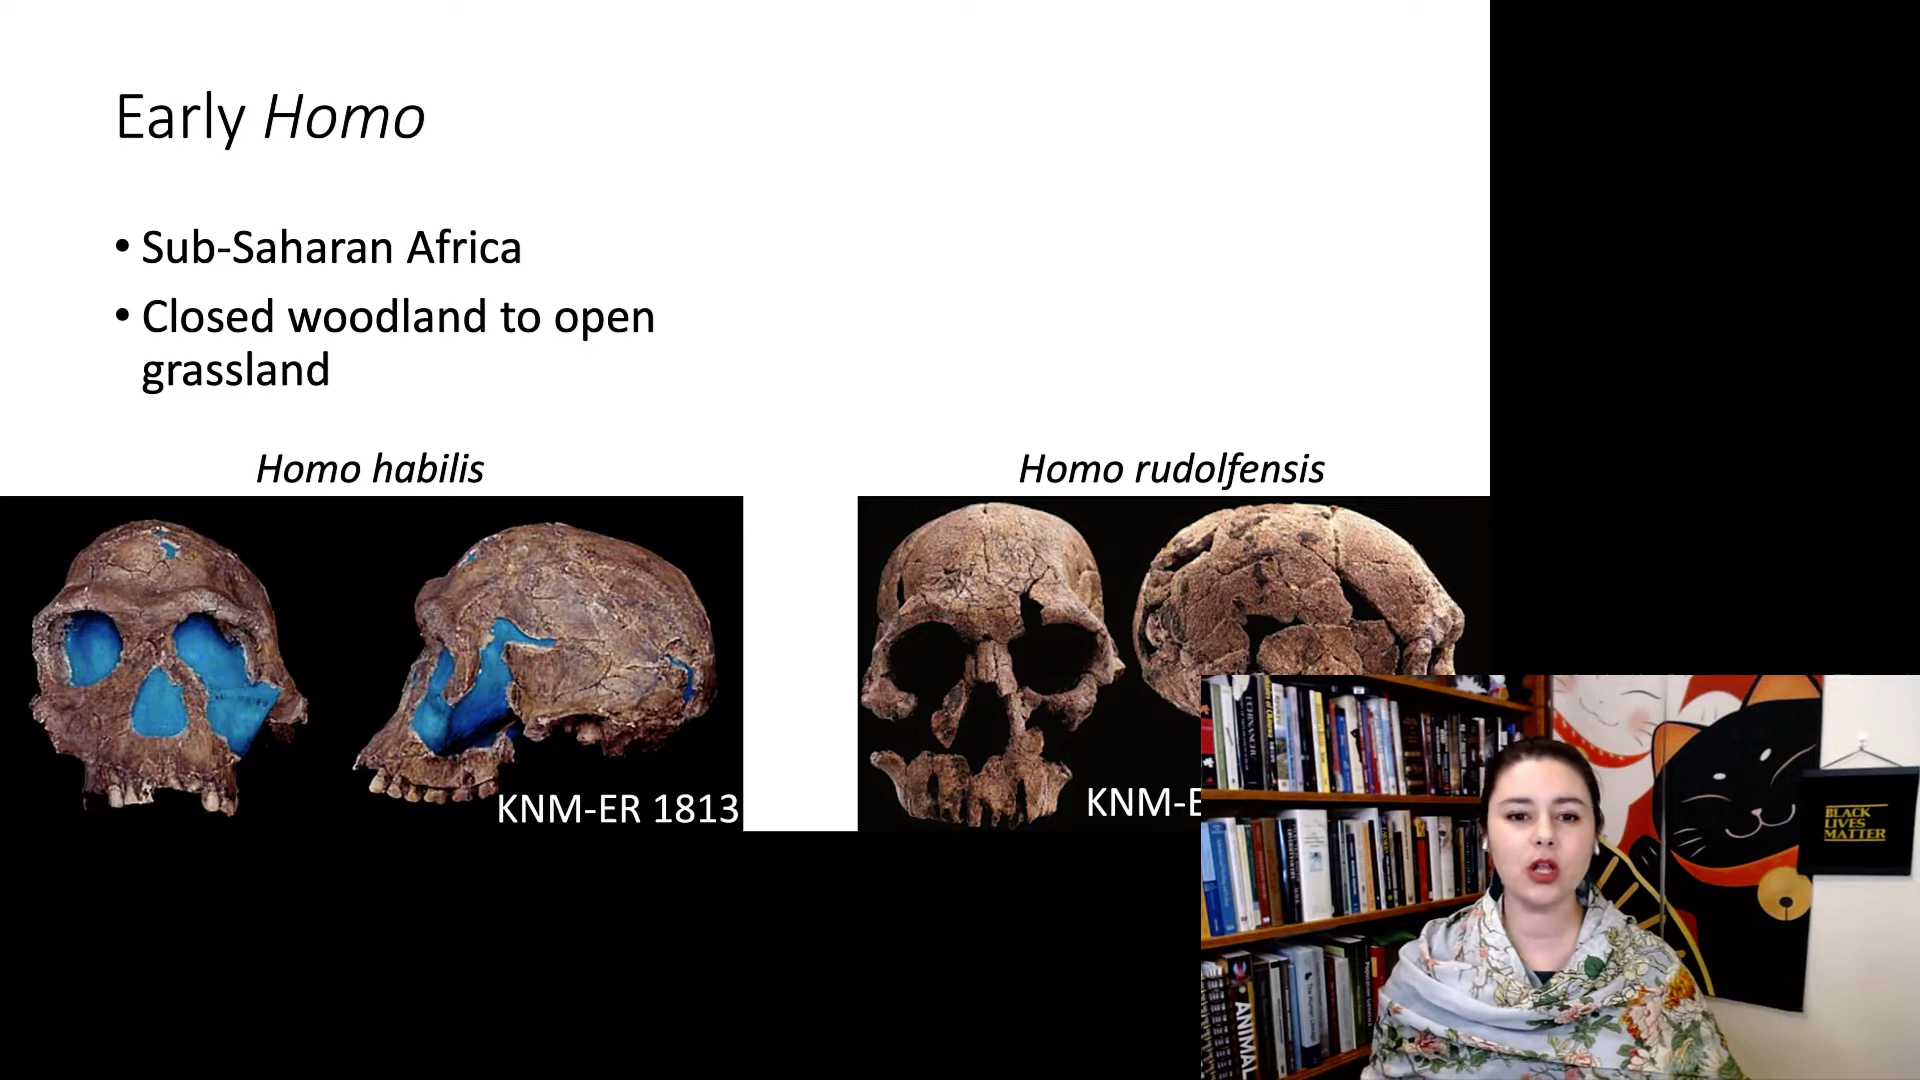 Early Homo
• Sub-Saharan Africa
• Closed woodland to open
grassland
Homo habilis
Homo rudolfensis
KNM-ER 1813
KNM-E
BLACK
LIVES
MATTER
ANIMAL